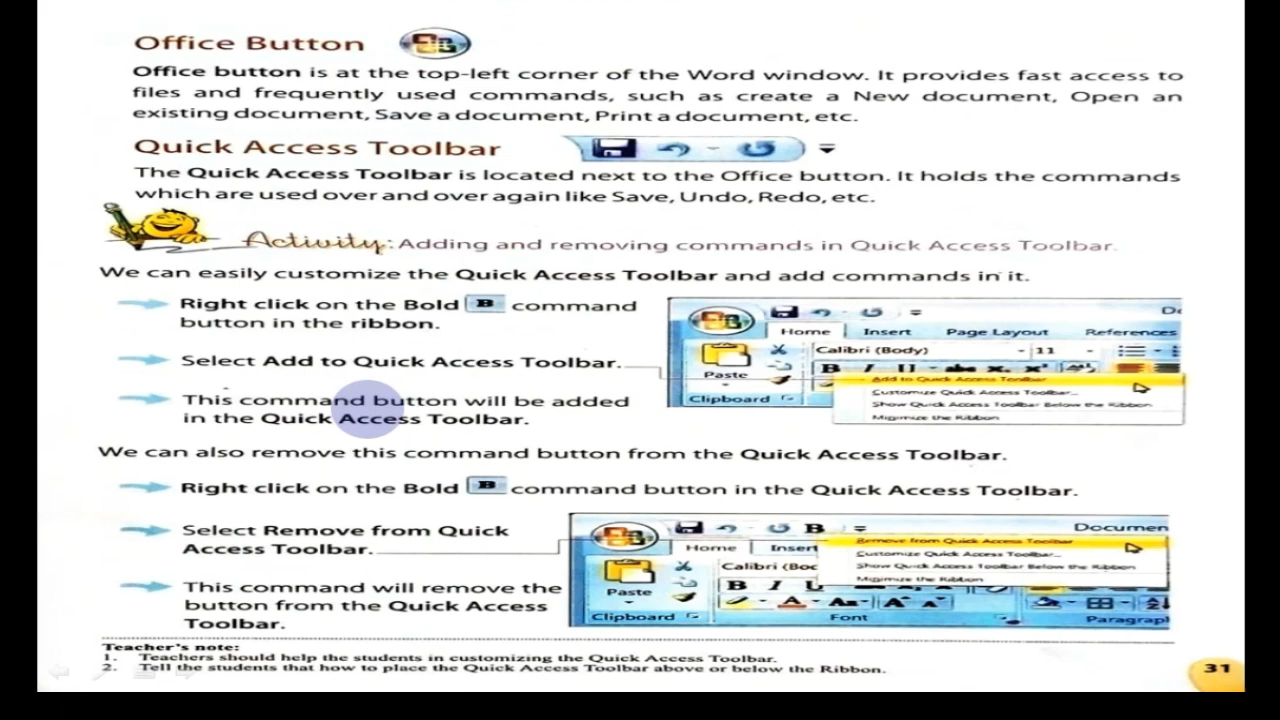 Office Button
Office button is at the top-left corner of the Word window. It provides fast access to
files and frequently used commands, such as create a New document, Open an
existing document, Save a document, Print a document, etc.
Quick Access Toolbar
The Quick Access Toolbar is located next to the Office button. It holds the commands
which are used over and over again like Save, Undo, Redo, etc.
Activity: Adding and removing commands in Quick Access Toolbar.
We can easily customize the Quick Access Toolbar and add commands in it.
Right click on the Bold B command
button in the ribbon.
Select Add to Quick Access Toolbar.
This command button will be added
in the Quick Access Toolbar.
Do
Home Insert Page Layout References
Calibri (Body) 11
Paste
B I U abc x, x² Aa
Clipboard
Add to Quick Access Toolbar
Customize Quick Access Toolbar...
Show Quick Access Toolbar Below the Ribbon
Minimize the Ribbon
We can also remove this command button from the Quick Access Toolbar.
Right click on the Bold B command button in the Quick Access Toolbar.
Select Remove from Quick
Access Toolbar.
This command will remove the
button from the Quick Access
Toolbar.
B Documen
Home Insert
Calibri (Boc
Paste
B I U
A Aa A A
Clipboard Font Paragrap
Remove from Quick Access Toolbar
Customize Quick Access Toolbar...
Show Quick Access Toolbar Below the Ribbon
Minimize the Ribbon
Teacher's note:
1. Teachers should help the students in customizing the Quick Access Toolbar.
2. Tell the students that how to place the Quick Access Toolbar above or below the Ribbon.
31